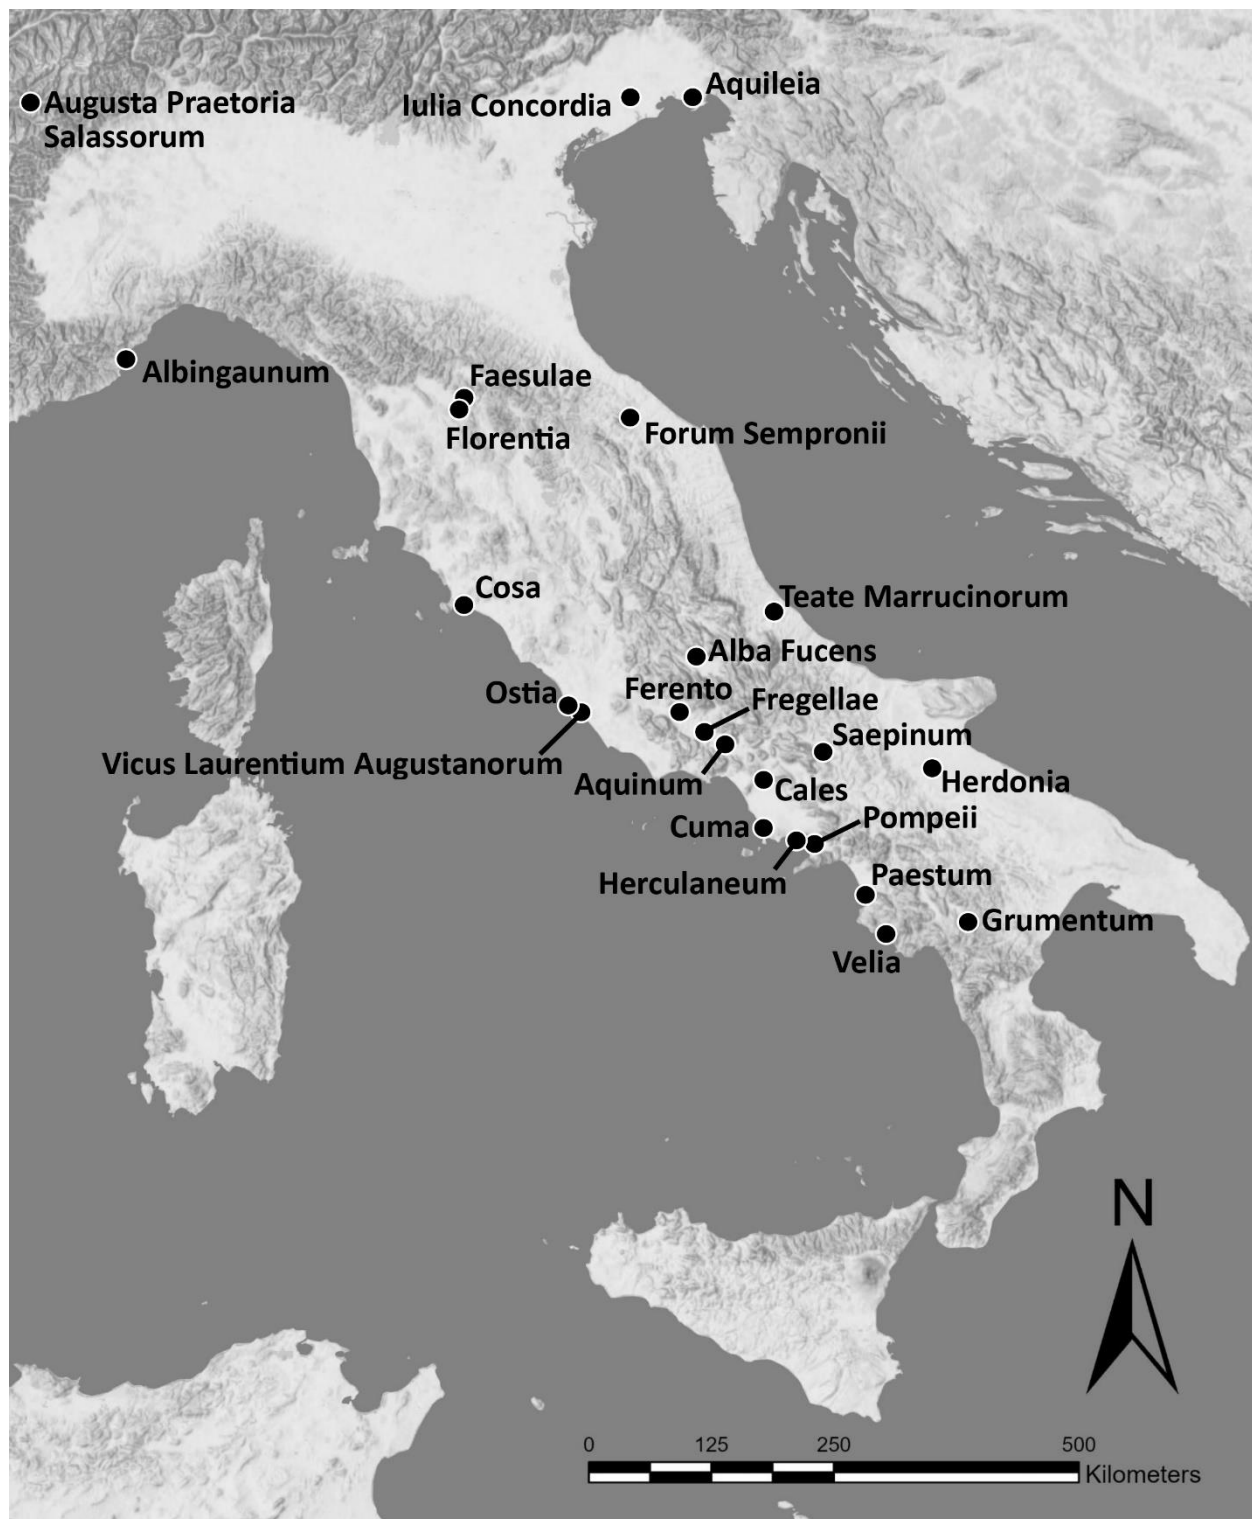 Aquileia
Augusta Praetoria
Salassorum
Iulia Concordia
Albingaunum
Faesulae
Florentia
Forum Sempronii
Cosa
Teate Marrucinorum
Alba Fucens
Ostia
Ferento
Fregellae
Vicus Laurentium Augustanorum
Saepinum
Aquinum
Cales
Herdonia
Cuma
Pompeii
Herculaneum
Paestum
Grumentum
Velia
N
0 125 250 500
Kilometers